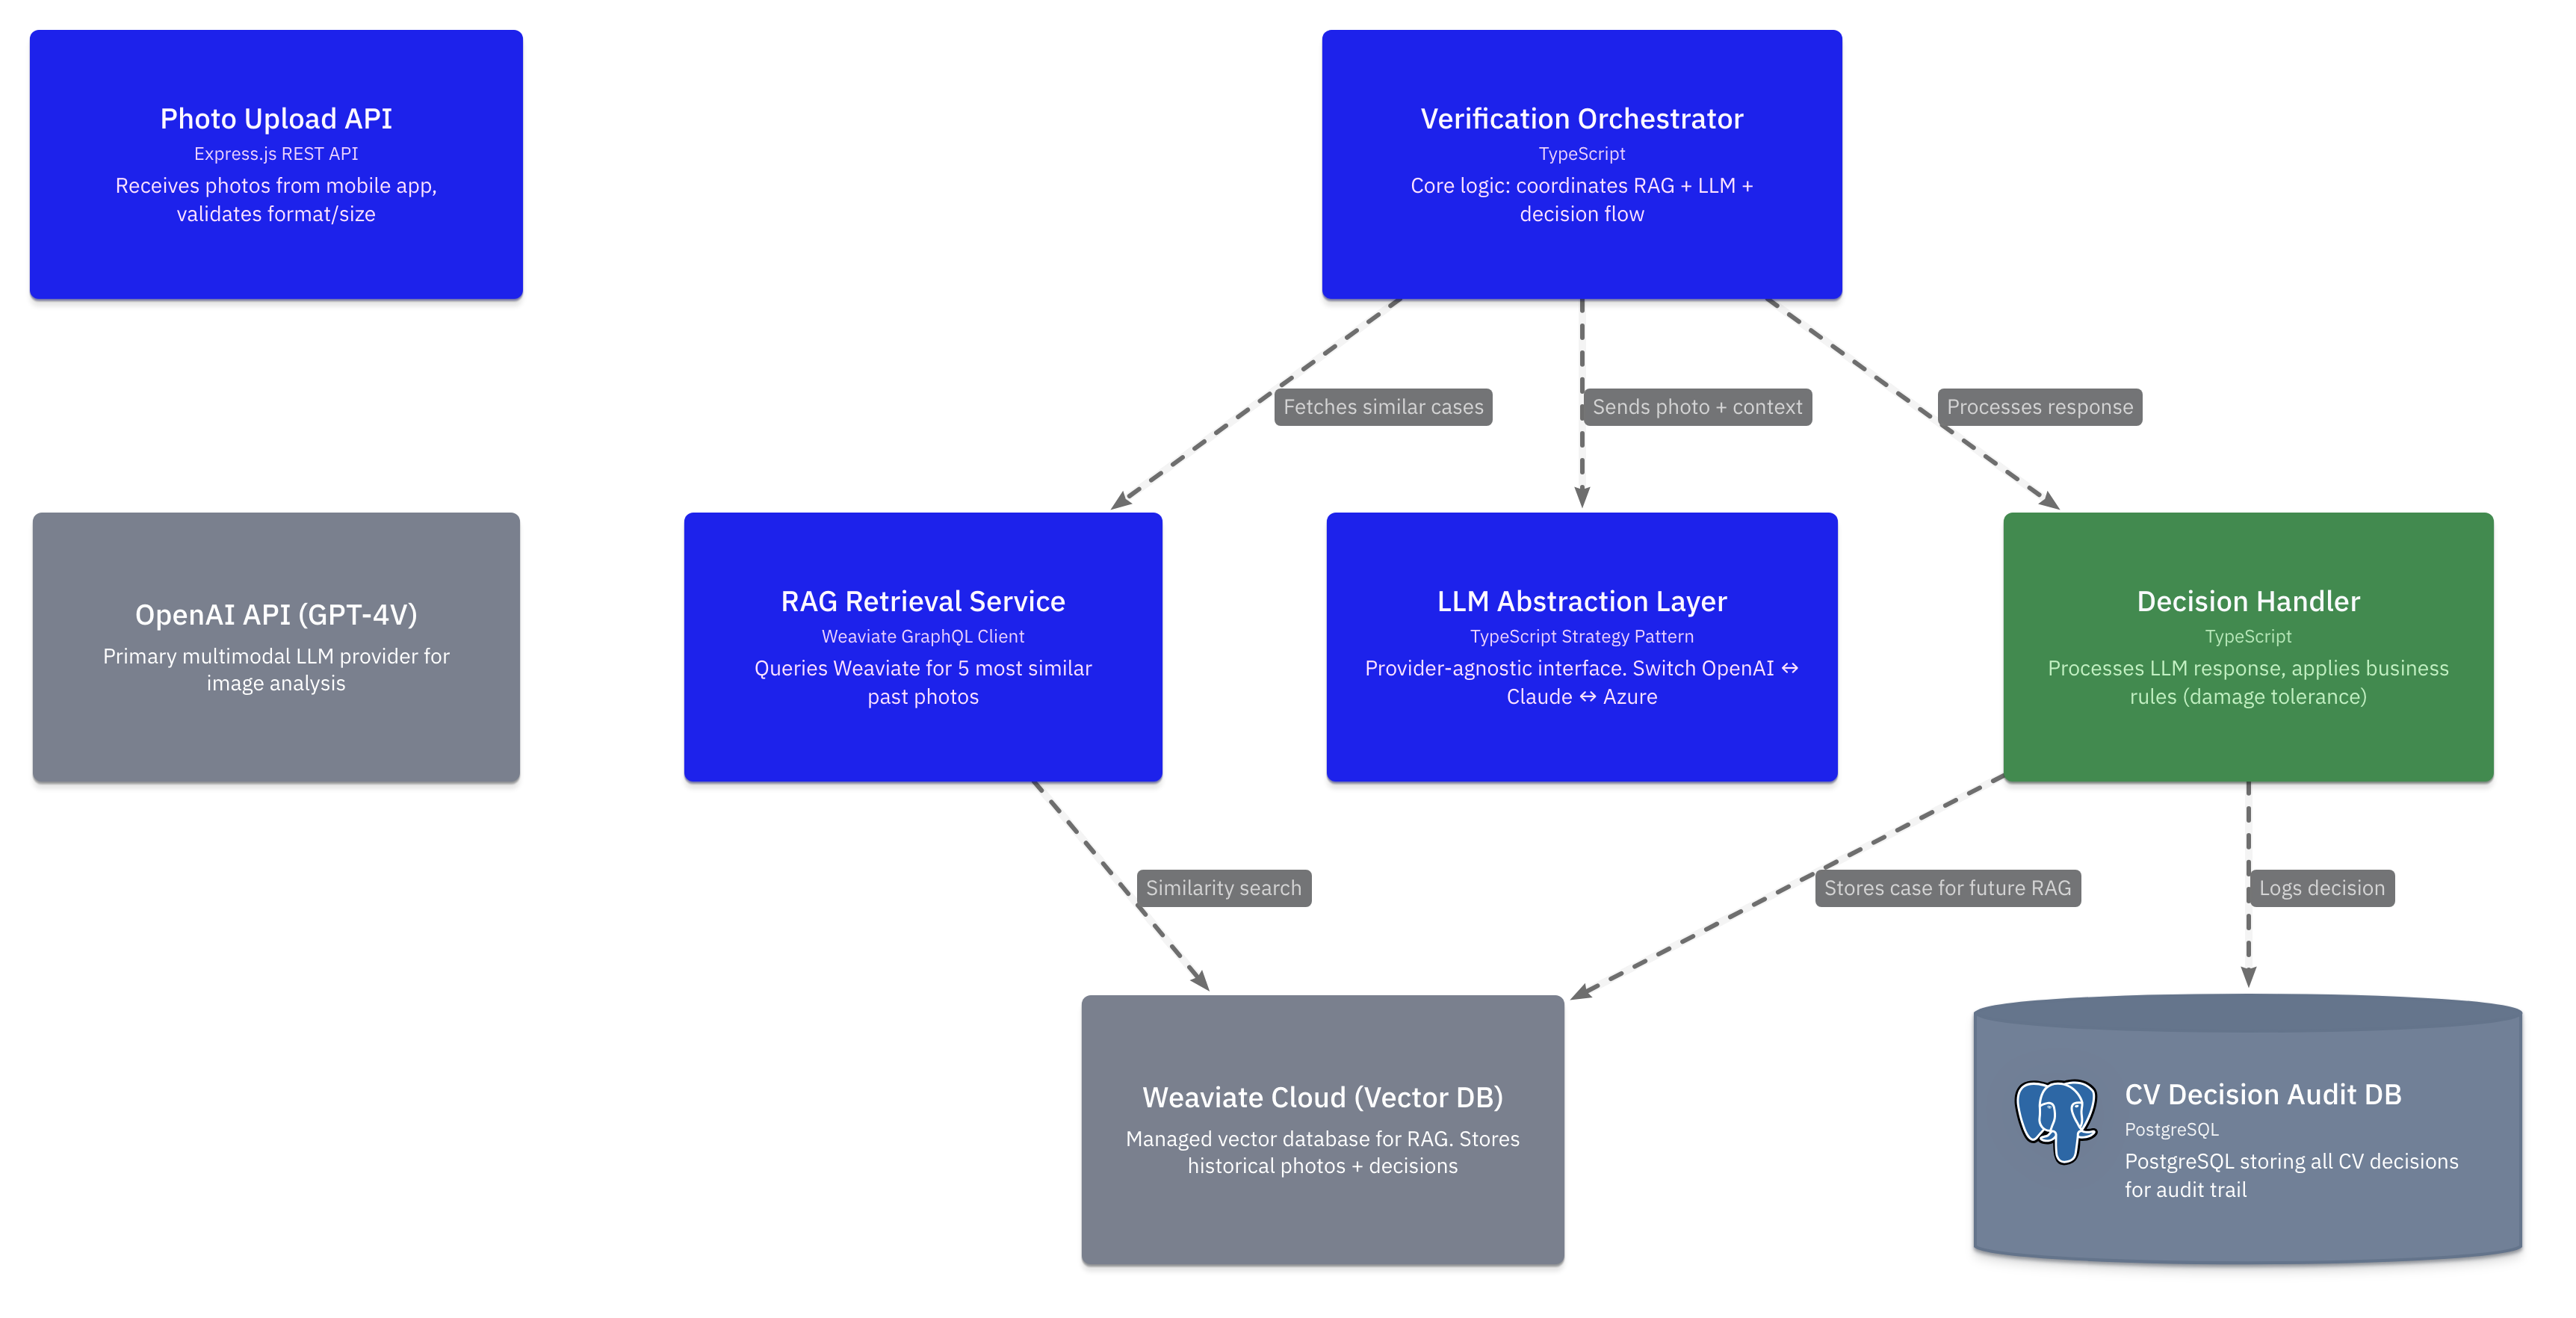 Photo Upload API
Express.js REST API
Receives photos from mobile app,
validates format/size
Verification Orchestrator
TypeScript
Core logic: coordinates RAG + LLM +
decision flow
Fetches similar cases
Sends photo + context
Processes response
OpenAI API (GPT-4V)
Primary multimodal LLM provider for
image analysis
RAG Retrieval Service
Weaviate GraphQL Client
Queries Weaviate for 5 most similar
past photos
LLM Abstraction Layer
TypeScript Strategy Pattern
Provider-agnostic interface. Switch OpenAI ↔
Claude ↔ Azure
Decision Handler
TypeScript
Processes LLM response, applies business
rules (damage tolerance)
Similarity search
Stores case for future RAG
Logs decision
Weaviate Cloud (Vector DB)
Managed vector database for RAG. Stores
historical photos + decisions
CV Decision Audit DB
PostgreSQL
PostgreSQL storing all CV decisions
for audit trail